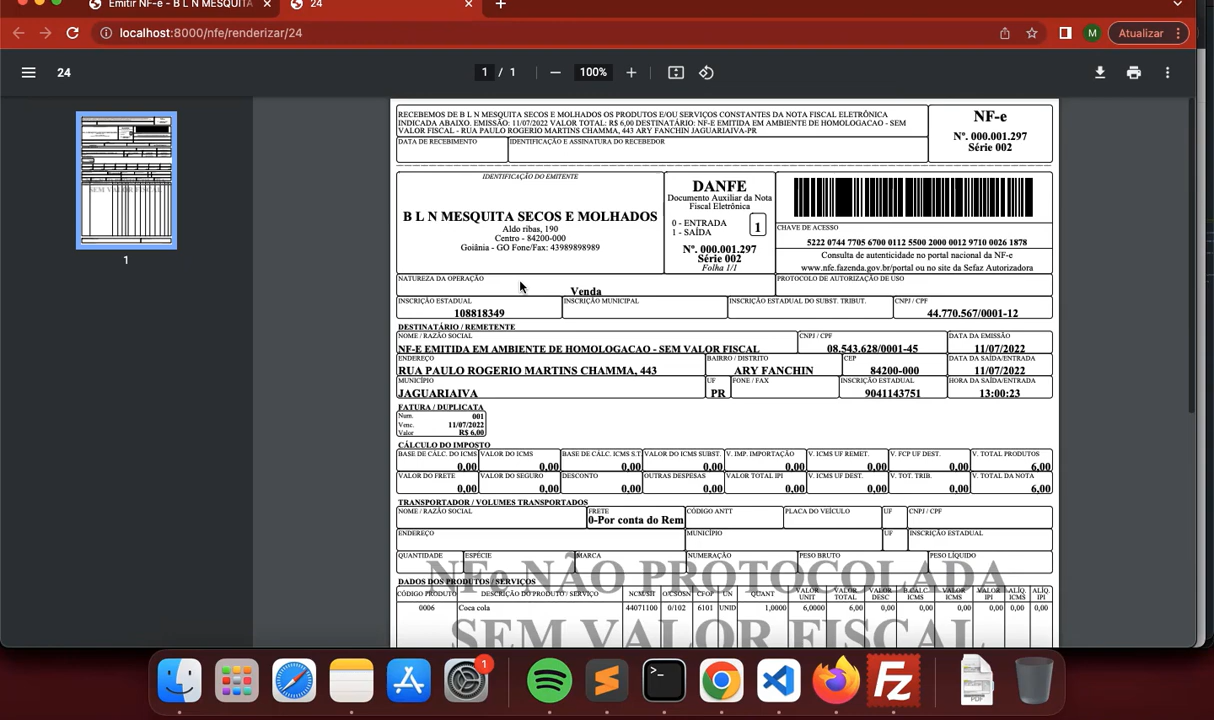 Emitir NF-e - B L N MESQUITA
24
localhost:8000/nfe/renderizar/24
M
Atualizar
24
1 / 1
100%
1
RECEBEMOS DE B L N MESQUITA SECOS E MOLHADOS OS PRODUTOS E/OU SERVIÇOS CONSTANTES DA NOTA FISCAL ELETRÔNICA
INDICADA ABAIXO. EMISSÃO: 11/07/2022 VALOR TOTAL: R$ 6,00 DESTINATÁRIO: NF-E EMITIDA EM AMBIENTE DE HOMOLOGACAO - SEM
VALOR FISCAL - RUA PAULO ROGERIO MARTINS CHAMMA, 443 ARY FANCHIN JAGUARIAIVA-PR
DATA DE RECEBIMENTO IDENTIFICAÇÃO E ASSINATURA DO RECEBEDOR
NF-e
Nº. 000.001.297
Série 002
IDENTIFICAÇÃO DO EMITENTE
B L N MESQUITA SECOS E MOLHADOS
Aldo ribas, 190
Centro - 84200-000
Goiânia - GO Fone/Fax: 43989898989
DANFE
Documento Auxiliar da Nota
Fiscal Eletrônica
0 - ENTRADA
1 - SAÍDA
1
Nº. 000.001.297
Série 002
Folha 1/1
CHAVE DE ACESSO
5222 0744 7705 6700 0112 5500 2000 0012 9710 0026 1878
Consulta de autenticidade no portal nacional da NF-e
www.nfe.fazenda.gov.br/portal ou no site da Sefaz Autorizadora
NATUREZA DA OPERAÇÃO PROTOCOLO DE AUTORIZAÇÃO DE USO
Venda
INSCRIÇÃO ESTADUAL INSCRIÇÃO MUNICIPAL INSCRIÇÃO ESTADUAL DO SUBST. TRIBUT. CNPJ / CPF
108818349 44.770.567/0001-12
DESTINATÁRIO / REMETENTE
NOME / RAZÃO SOCIAL CNPJ / CPF DATA DA EMISSÃO
NF-E EMITIDA EM AMBIENTE DE HOMOLOGACAO - SEM VALOR FISCAL 08.543.628/0001-45 11/07/2022
ENDEREÇO BAIRRO / DISTRITO CEP DATA DA SAÍDA/ENTRADA
RUA PAULO ROGERIO MARTINS CHAMMA, 443 ARY FANCHIN 84200-000 11/07/2022
MUNICÍPIO UF FONE / FAX INSCRIÇÃO ESTADUAL HORA DA SAÍDA/ENTRADA
JAGUARIAIVA PR 9041143751 13:00:23
FATURA / DUPLICATA
Num. 001
Venc. 11/07/2022
Valor R$ 6,00
CÁLCULO DO IMPOSTO
BASE DE CÁLC. DO ICMS VALOR DO ICMS BASE DE CÁLC. ICMS S.T. VALOR DO ICMS SUBST. V. IMP. IMPORTAÇÃO V. ICMS UF REMET. V. FCP UF DEST. V. TOTAL PRODUTOS
0,00 0,00 0,00 0,00 0,00 0,00 0,00 6,00
VALOR DO FRETE VALOR DO SEGURO DESCONTO OUTRAS DESPESAS VALOR TOTAL IPI V. ICMS UF DEST. V. TOT. TRIB. V. TOTAL DA NOTA
0,00 0,00 0,00 0,00 0,00 0,00 0,00 6,00
TRANSPORTADOR / VOLUMES TRANSPORTADOS
NOME / RAZÃO SOCIAL FRETE CÓDIGO ANTT PLACA DO VEÍCULO UF CNPJ / CPF
0-Por conta do Rem
ENDEREÇO MUNICÍPIO UF INSCRIÇÃO ESTADUAL
QUANTIDADE ESPÉCIE MARCA NUMERAÇÃO PESO BRUTO PESO LÍQUIDO
NFe NÃO PROTOCOLADA
DADOS DOS PRODUTOS / SERVIÇOS
CÓDIGO PRODUTO DESCRIÇÃO DO PRODUTO / SERVIÇO NCM/SH O/CSOSN CFOP UN QUANT VALOR UNIT VALOR TOTAL VALOR DESC B.CÁLC ICMS VALOR ICMS VALOR IPI ALÍQ. ICMS ALÍQ. IPI
0006 Coca cola 44071100 0/102 6101 UNID 1,0000 6,0000 6,00 0,00 0,00 0,00 0,00 0,00 0,00
SEM VALOR FISCAL
1
PDF